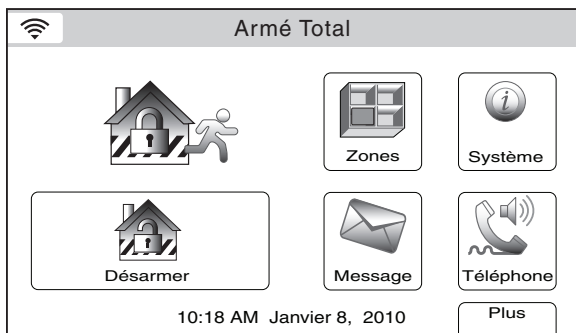 Armé Total
Zones
Système
Désarmer
Message
Téléphone
10:18 AM Janvier 8, 2010
Plus